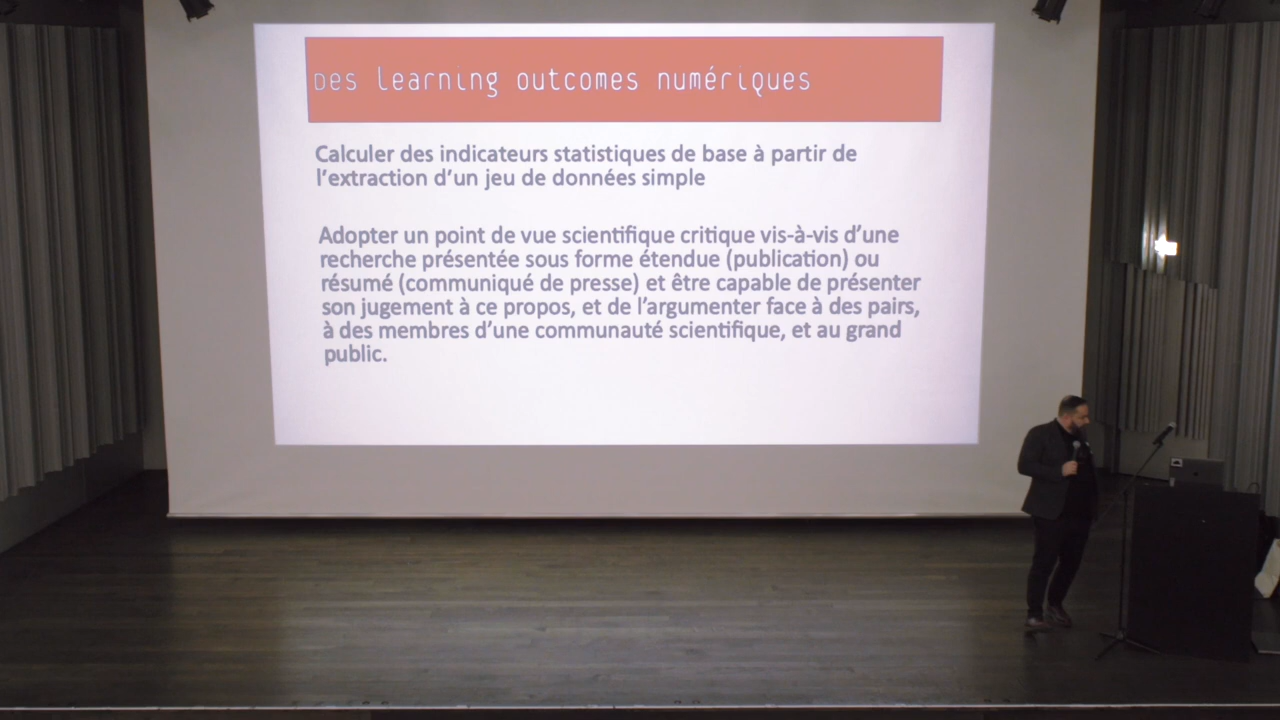 Des Learning outcomes numériques
Calculer des indicateurs statistiques de base à partir de
l'extraction d'un jeu de données simple
Adopter un point de vue scientifique critique vis-à-vis d'une
recherche présentée sous forme étendue (publication) ou
résumé (communiqué de presse) et être capable de présenter
son jugement à ce propos, et de l'argumenter face à des pairs,
à des membres d'une communauté scientifique, et au grand
public.